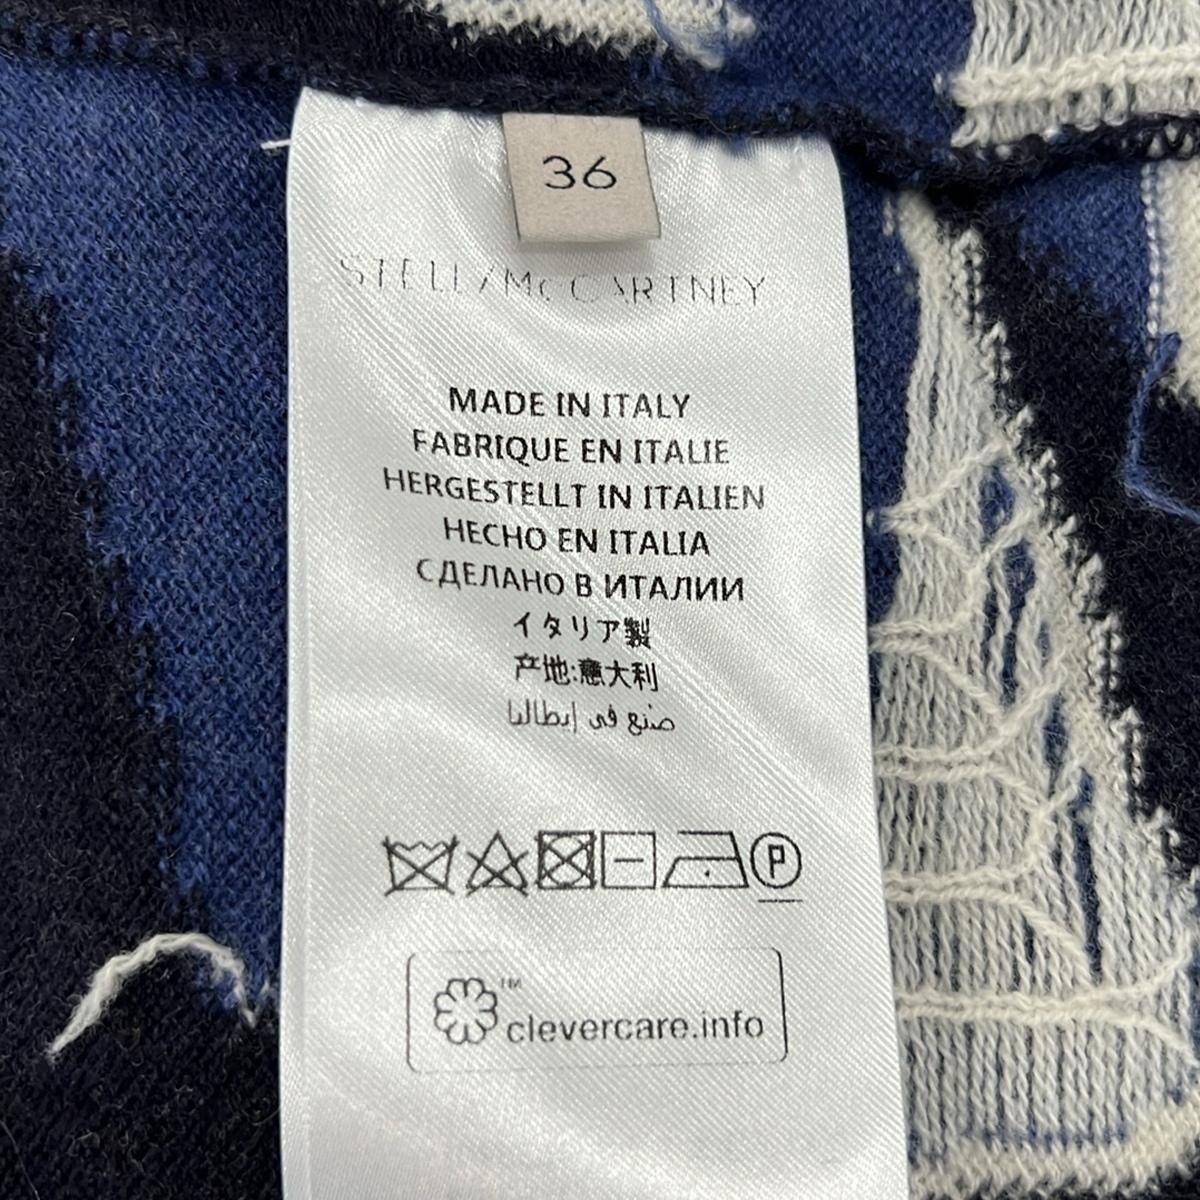 36
STELLA McCARTNEY
MADE IN ITALY
FABRIQUE EN ITALIE
HERGESTELLT IN ITALIEN
HECHO EN ITALIA
СДЕЛАНО В ИТАЛИИ
イタリア製
产地:意大利
صنع في إيطاليا
P
™ clevercare.info